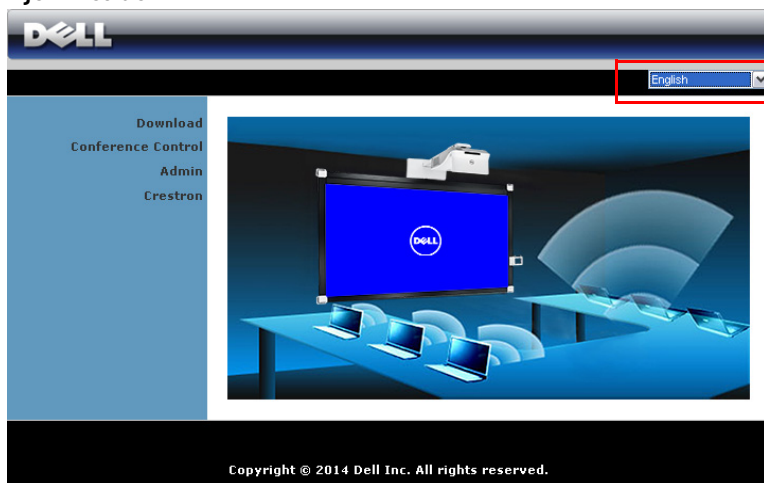 DELL
English
Download
Conference Control
Admin
Crestron
DELL
Copyright © 2014 Dell Inc. All rights reserved.